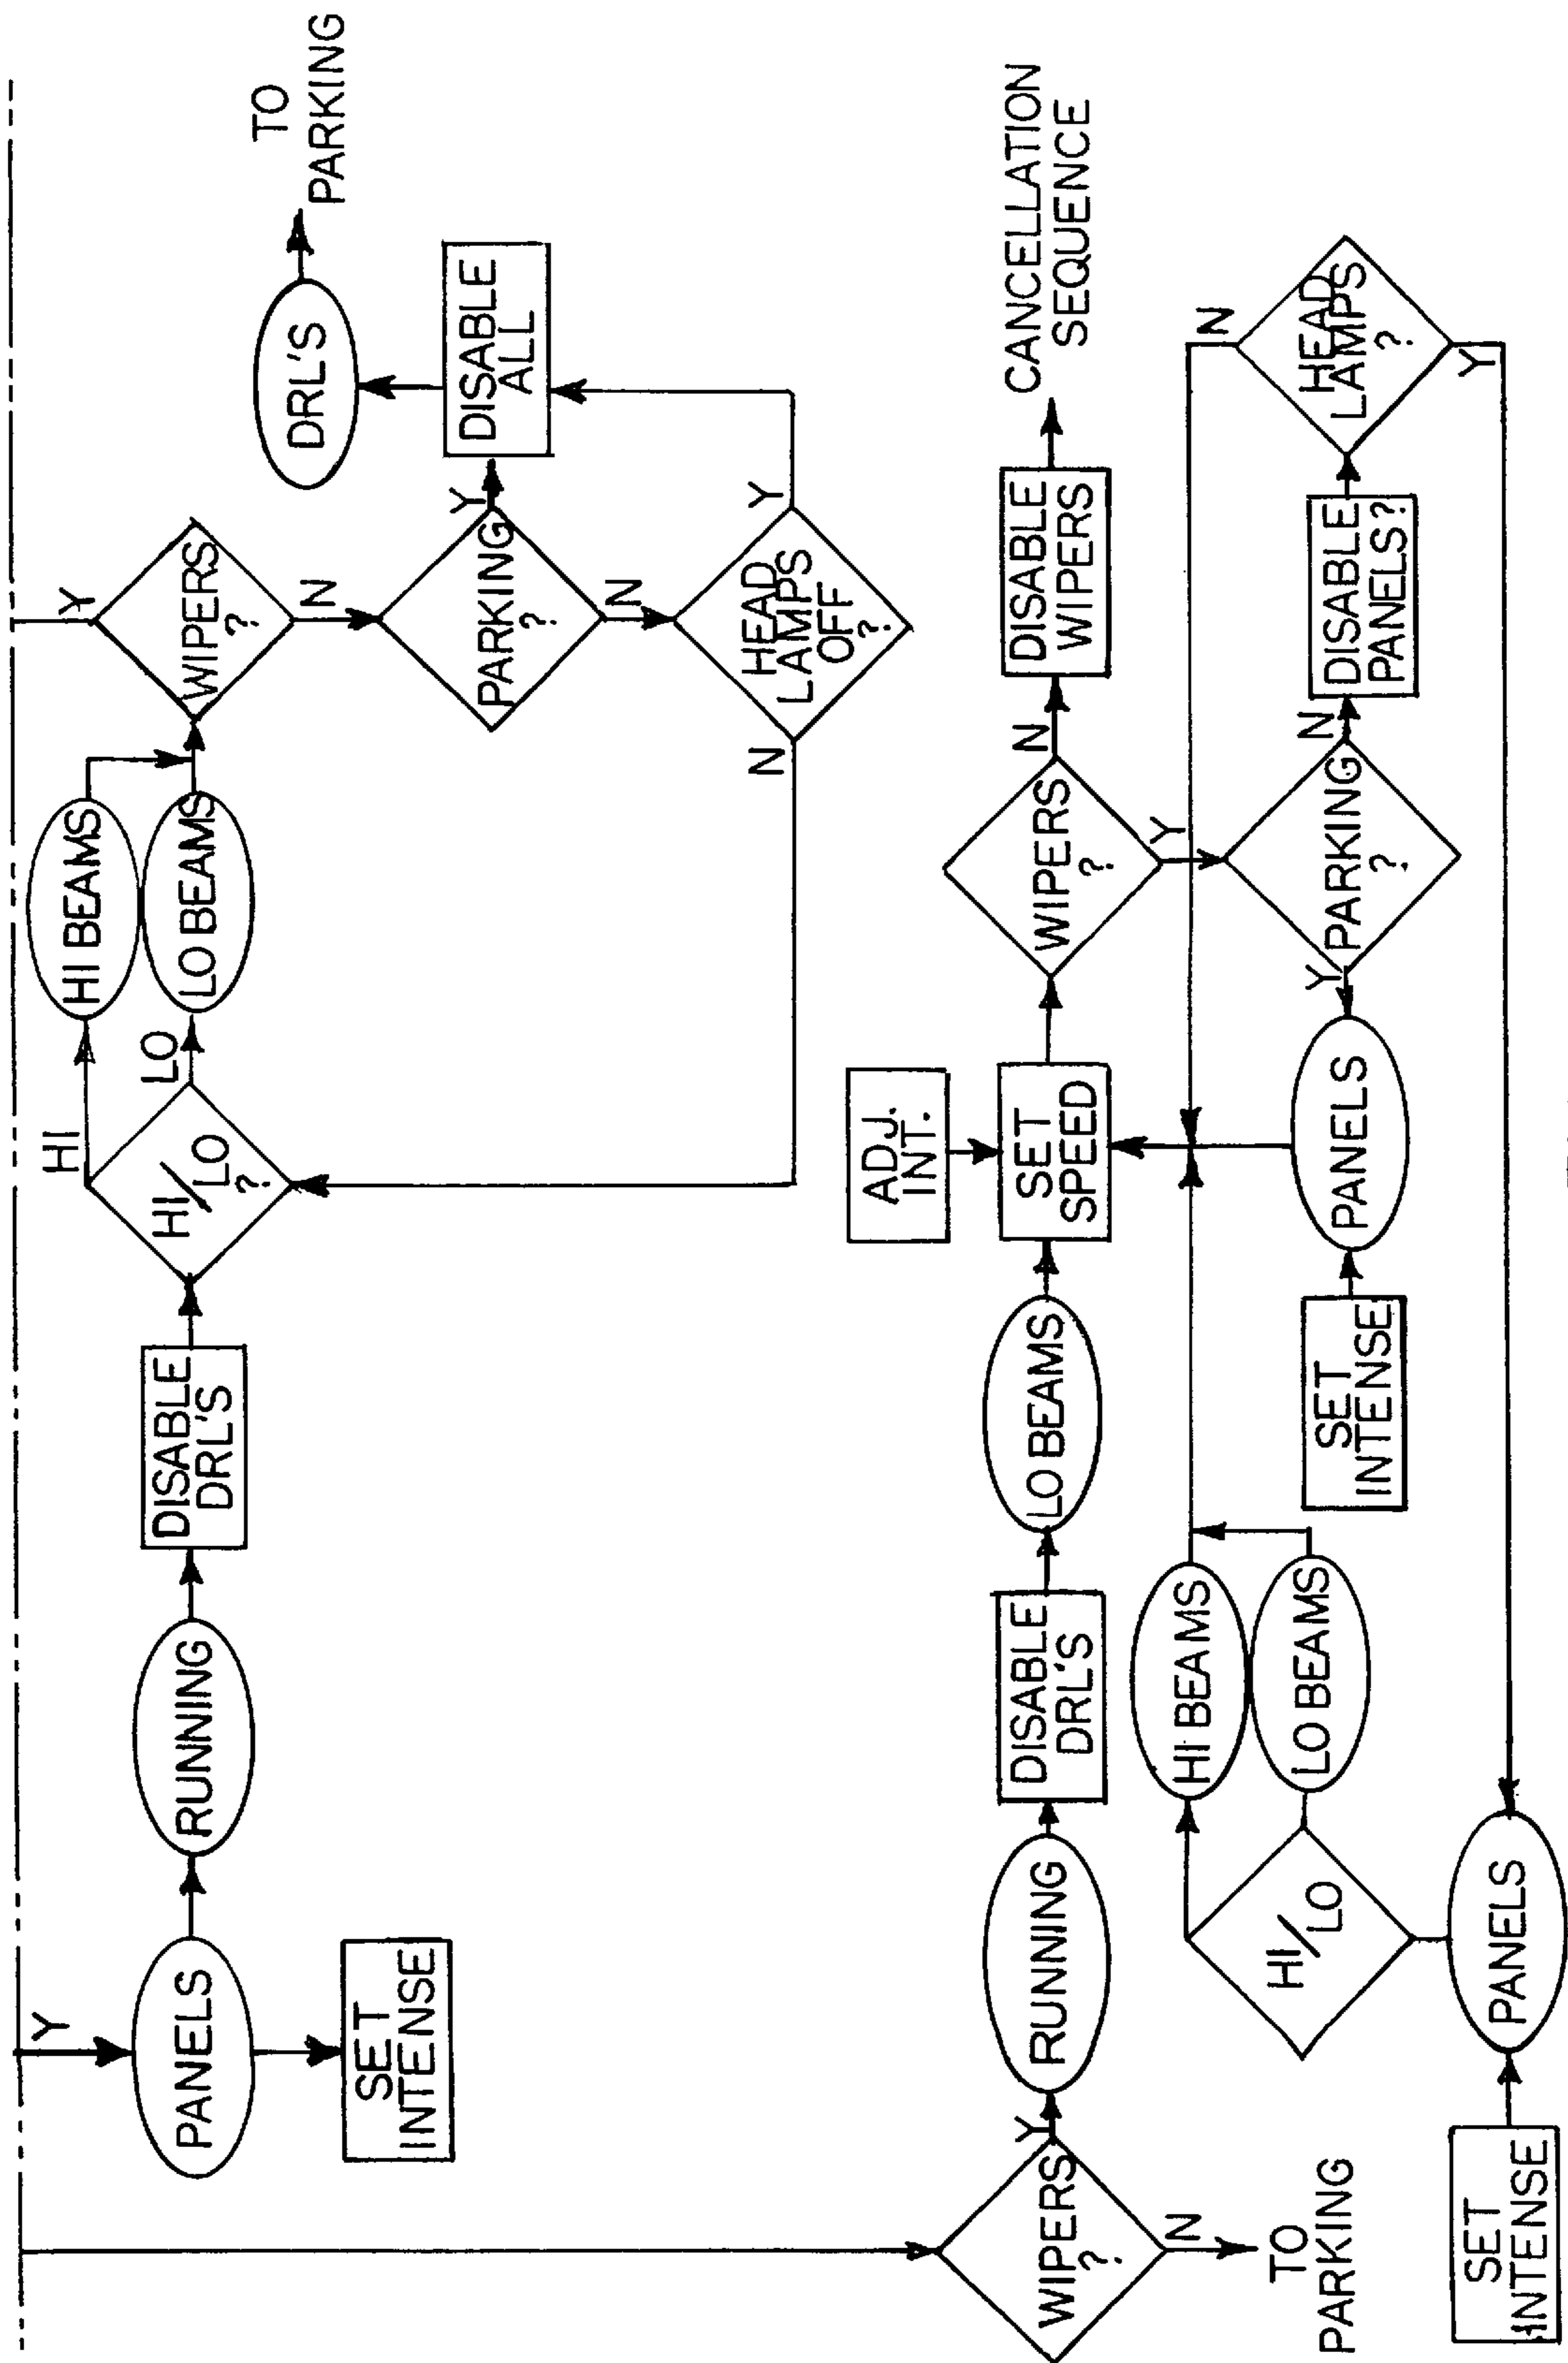 Y
PANELS
SET
INTENSE
RUNNING
DISABLE
DRL'S
HI/LO
?
HI
LO
HI BEAMS
LO BEAMS
WIPERS
?
Y
N
PARKING
?
Y
N
HEAD
LAMPS
OFF
?
Y
N
DISABLE
ALL
DRL'S
TO
PARKING
WIPERS
?
Y
N
TO
PARKING
RUNNING
DISABLE
DRL'S
LO BEAMS
ADJ.
INT.
SET
SPEED
WIPERS
?
N
Y
DISABLE
WIPERS
CANCELLATION
SEQUENCE
PARKING
?
Y
N
DISABLE
PANELS?
HEAD
LAMPS
?
N
Y
PANELS
SET
INTENSE
HI BEAMS
LO BEAMS
HI/LO
PANELS
SET
INTENSE